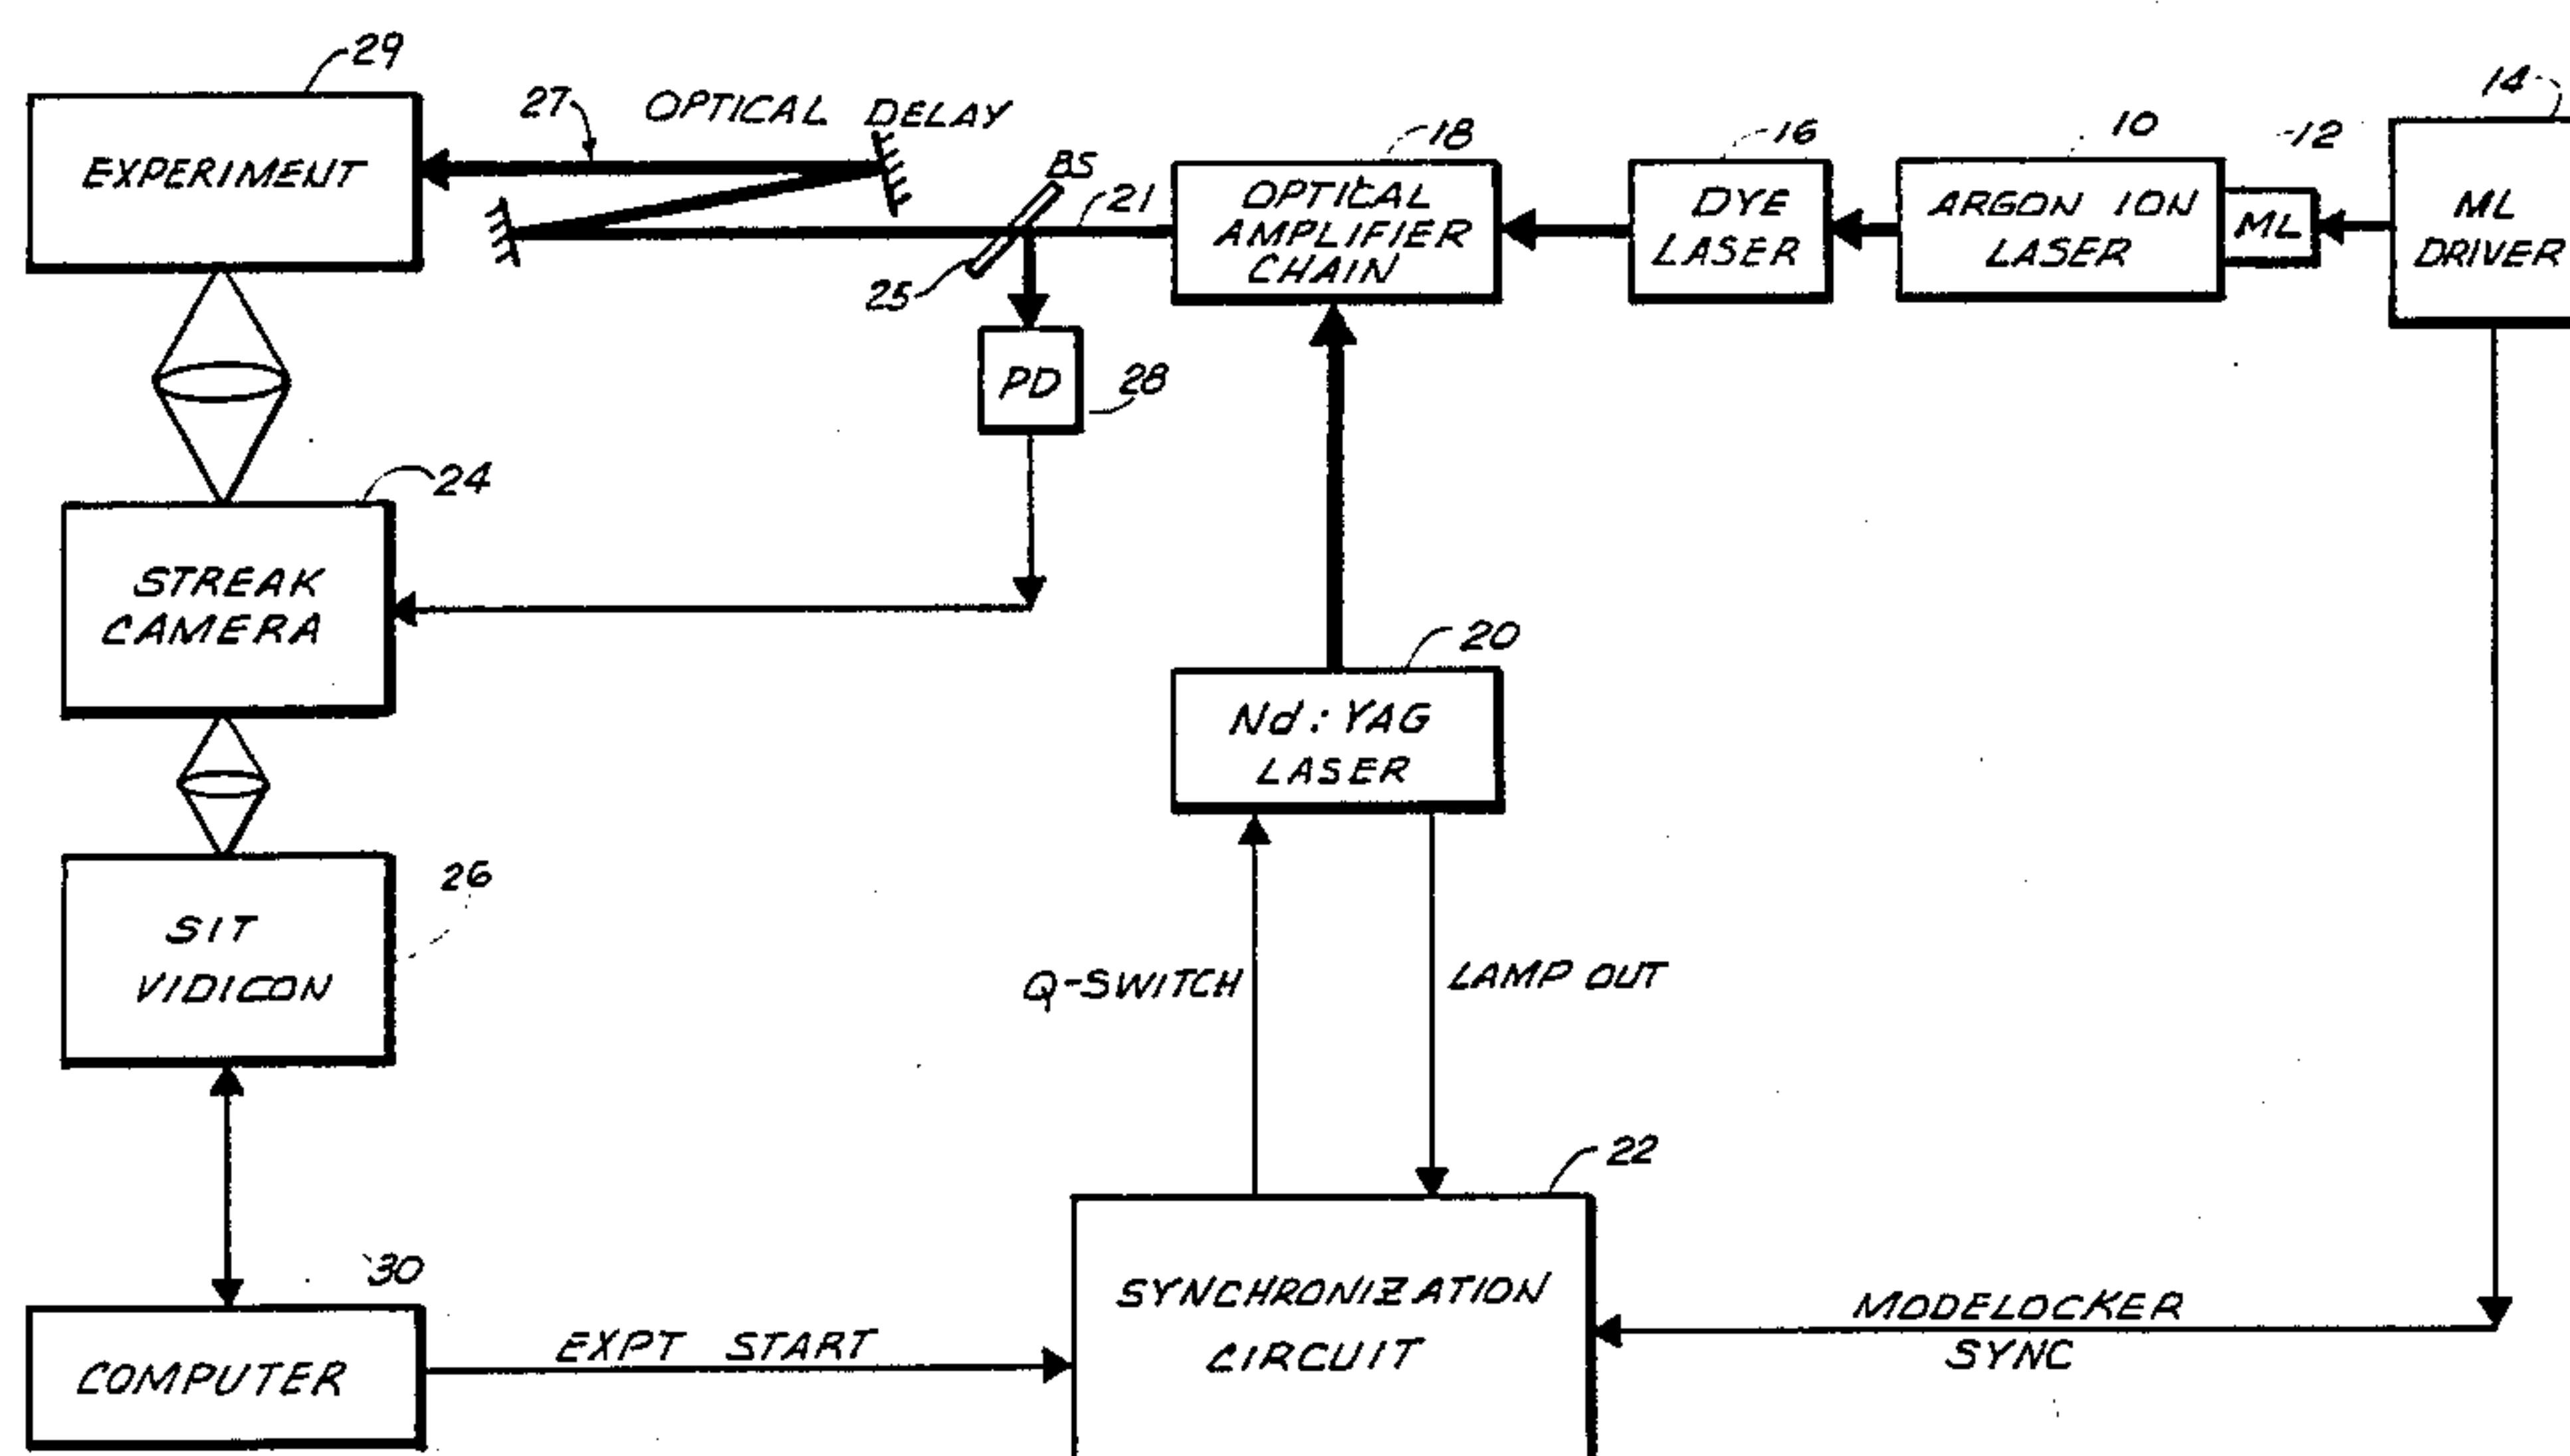 29
EXPERIMENT
27
OPTICAL DELAY
BS
21
25
PD
28
18
OPTICAL
AMPLIFIER
CHAIN
16
DYE
LASER
10
ARGON ION
LASER
12
ML
14
ML
DRIVER
24
STREAK
CAMERA
20
Nd:YAG
LASER
26
SIT
VIDICON
Q-SWITCH
LAMP OUT
22
SYNCHRONIZATION
CIRCUIT
MODELOCKER
SYNC
30
COMPUTER
EXPT START